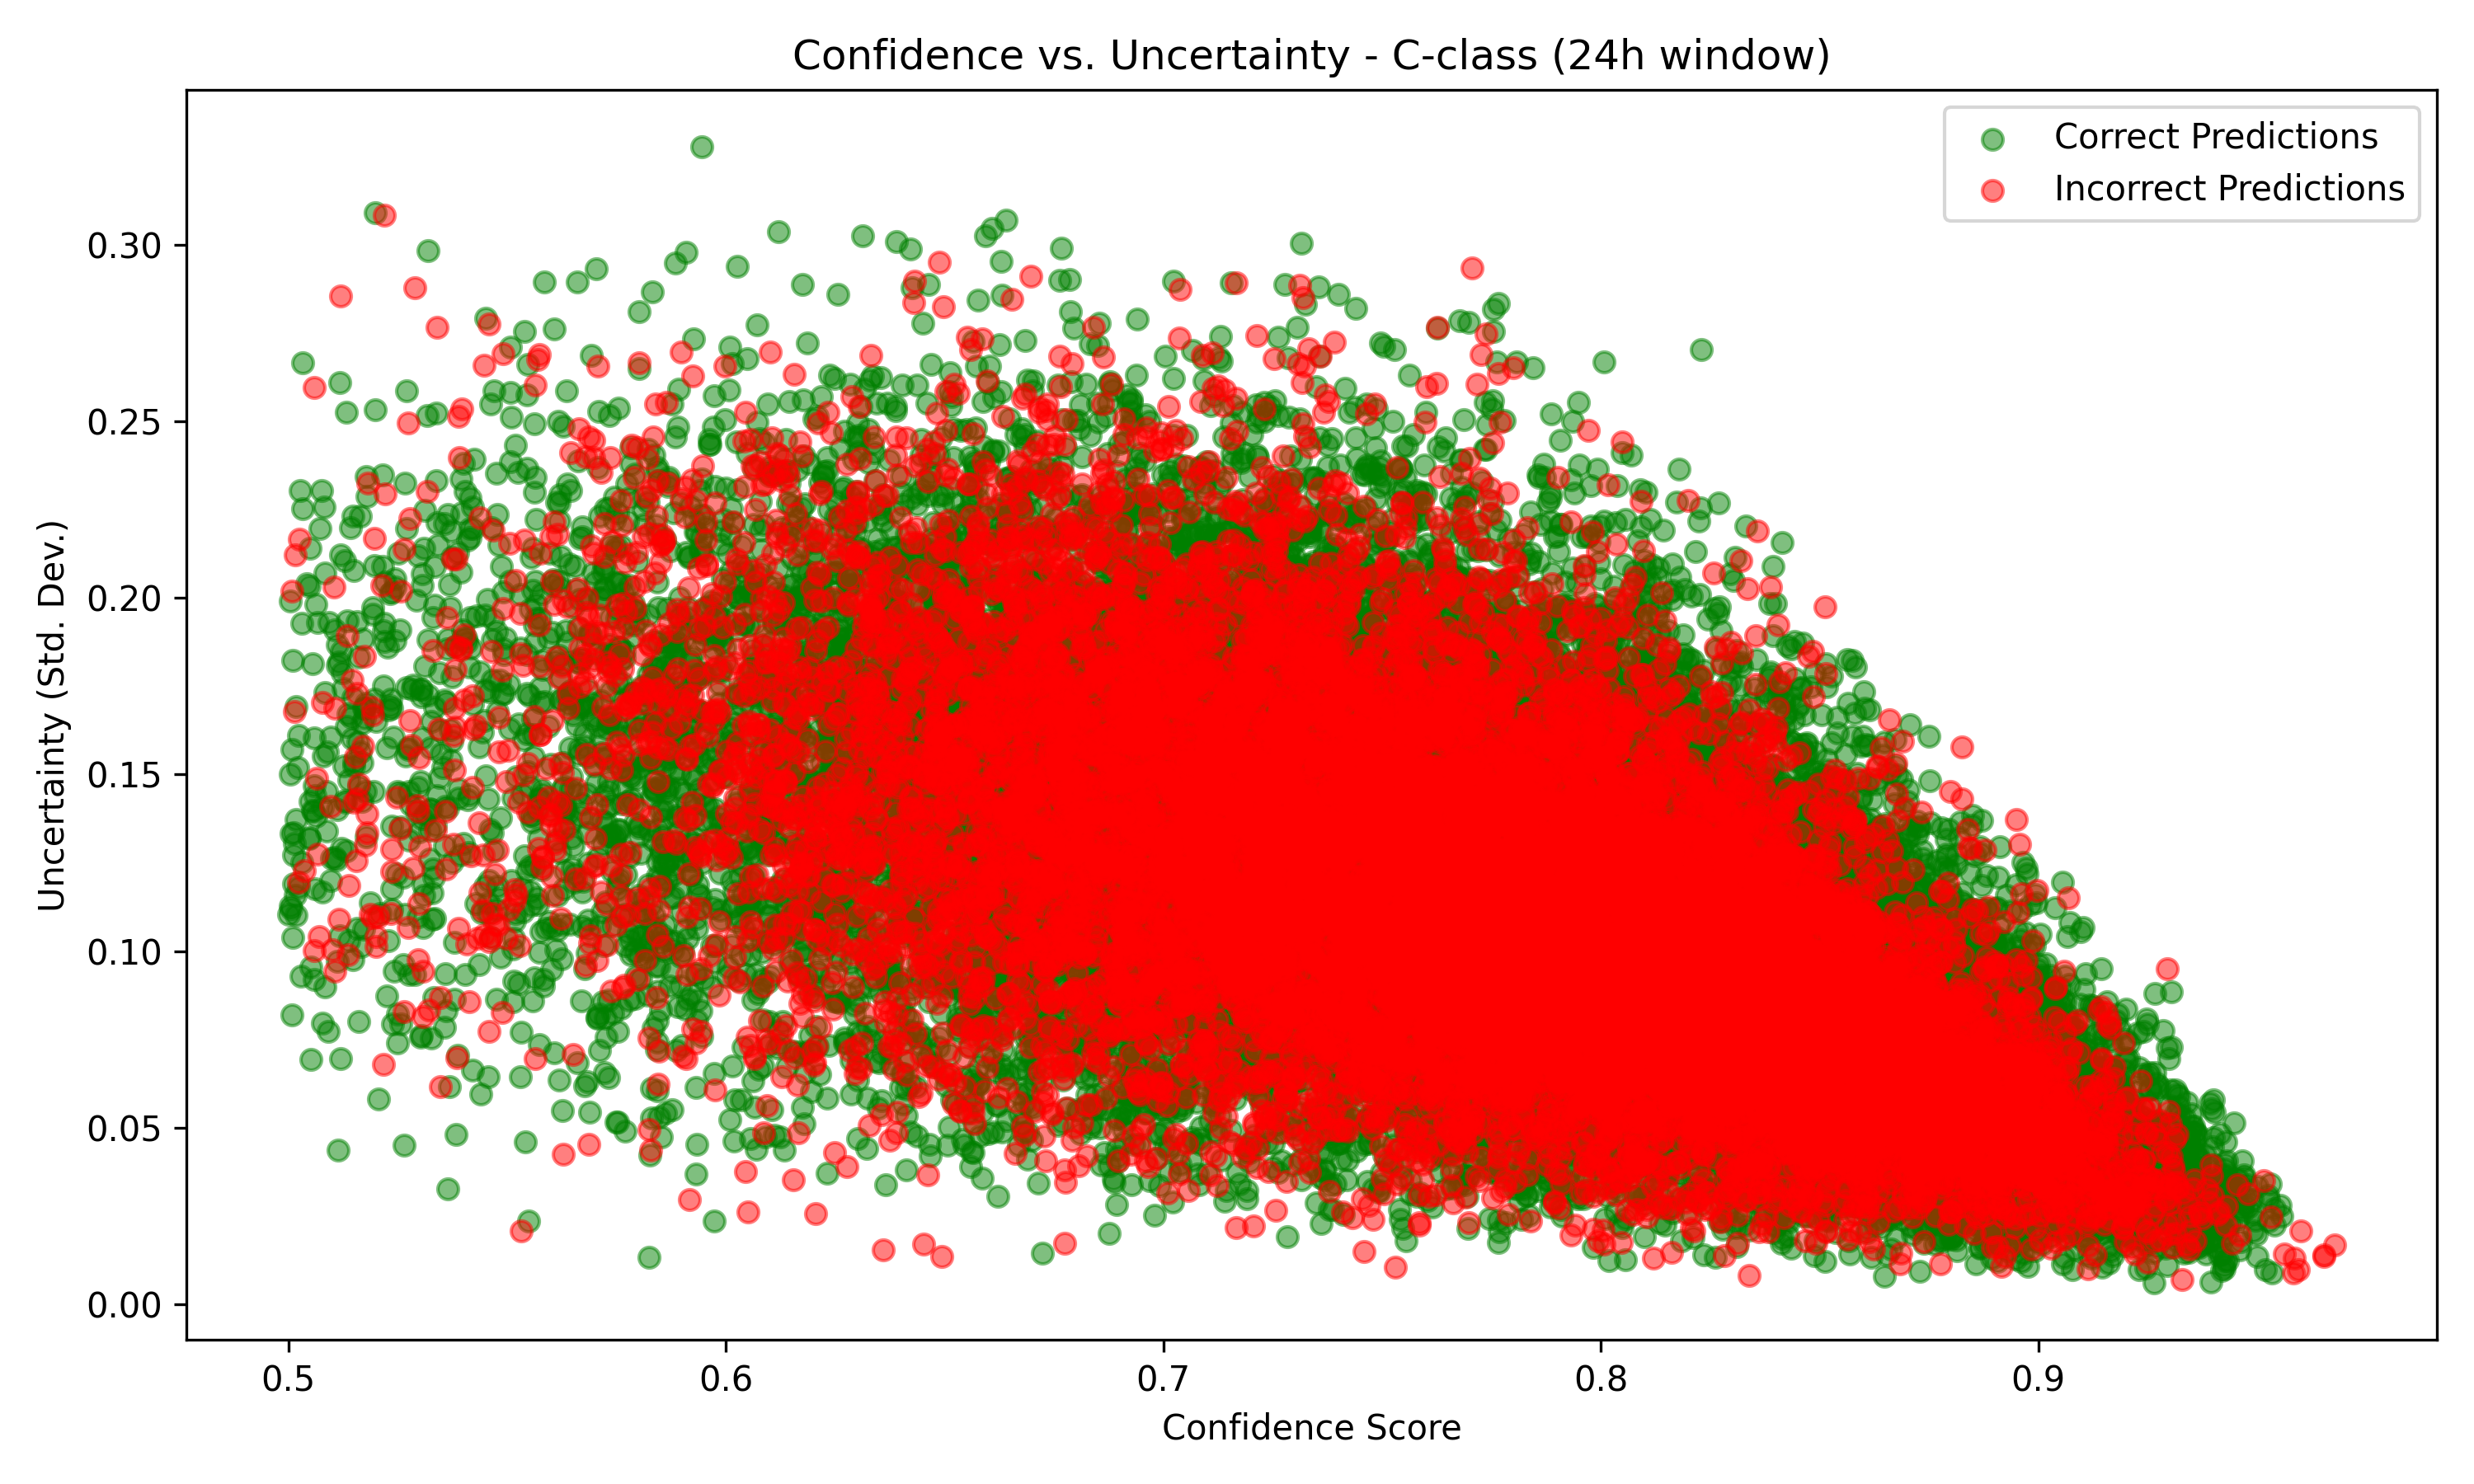 Confidence vs. Uncertainty - C-class (24h window)
Correct Predictions
Incorrect Predictions
Uncertainty (Std. Dev.)
0.30
0.25
0.20
0.15
0.10
0.05
0.00
0.5 0.6 0.7 0.8 0.9
Confidence Score